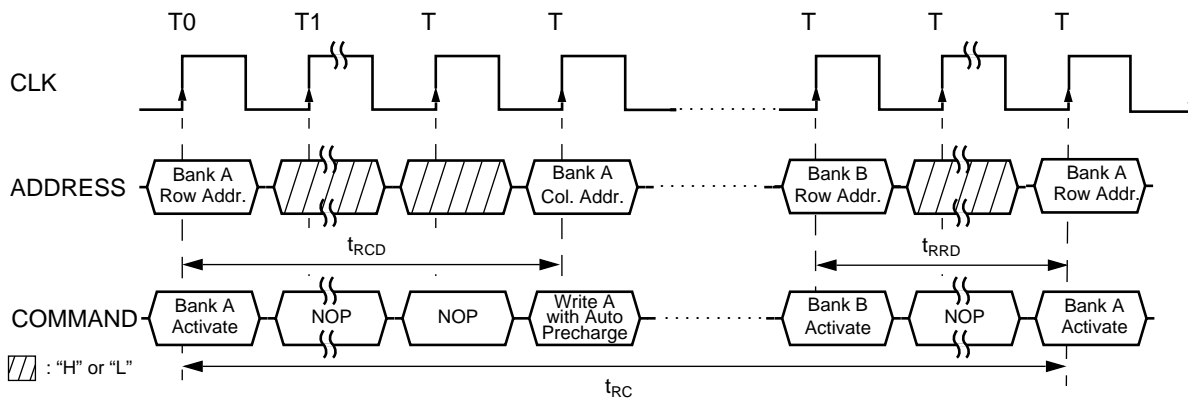 T0 T1 T T T T T
CLK
ADDRESS
Bank A
Row Addr.
Bank A
Col. Addr.
Bank B
Row Addr.
Bank A
Row Addr.
tRCD
tRRD
COMMAND
Bank A
Activate
NOP
NOP
Write A
with Auto
Precharge
Bank B
Activate
NOP
Bank A
Activate
: “H” or “L”
tRC